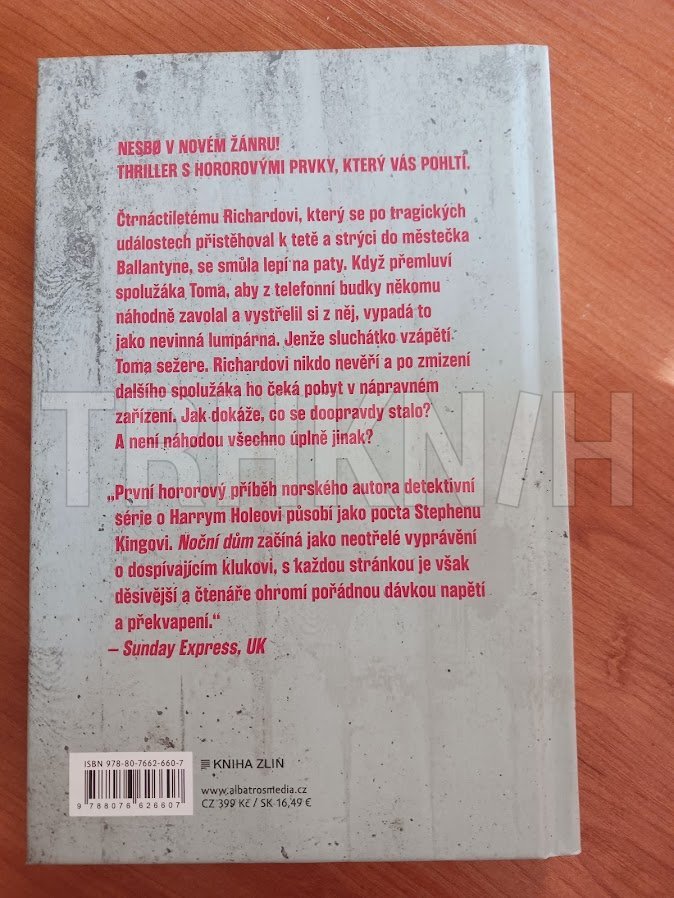 NESBØ V NOVÉM ŽÁNRU!
THRILLER S HOROROVÝMI PRVKY, KTERÝ VÁS POHLTÍ.
Čtrnáctiletému Richardovi, který se po tragických
událostech přistěhoval k tetě a strýci do městečka
Ballantyne, se smůla lepí na paty. Když přemluví
spolužáka Toma, aby z telefonní budky někomu
náhodně zavolal a vystřelil si z něj, vypadá to
jako nevinná lumpárna. Jenže sluchátko vzápětí
Toma sežere. Richardovi nikdo nevěří a po zmizení
dalšího spolužáka ho čeká pobyt v nápravném
zařízení. Jak dokáže, co se doopravdy stalo?
A není náhodou všechno úplně jinak?
„První hororový příběh norského autora detektivní
série o Harrym Holeovi působí jako pocta Stephenu
Kingovi. Noční dům začíná jako neotřelé vyprávění
o dospívajícím klukovi, s každou stránkou je však
děsivější a čtenáře ohromí pořádnou dávkou napětí
a překvapení.“
– Sunday Express, UK
ISBN 978-80-7662-660-7
9 788076 626607
KNIHA ZLIN
www.albatrosmedia.cz
CZ 399 Kč / SK 16,49 €
TRHKNIH